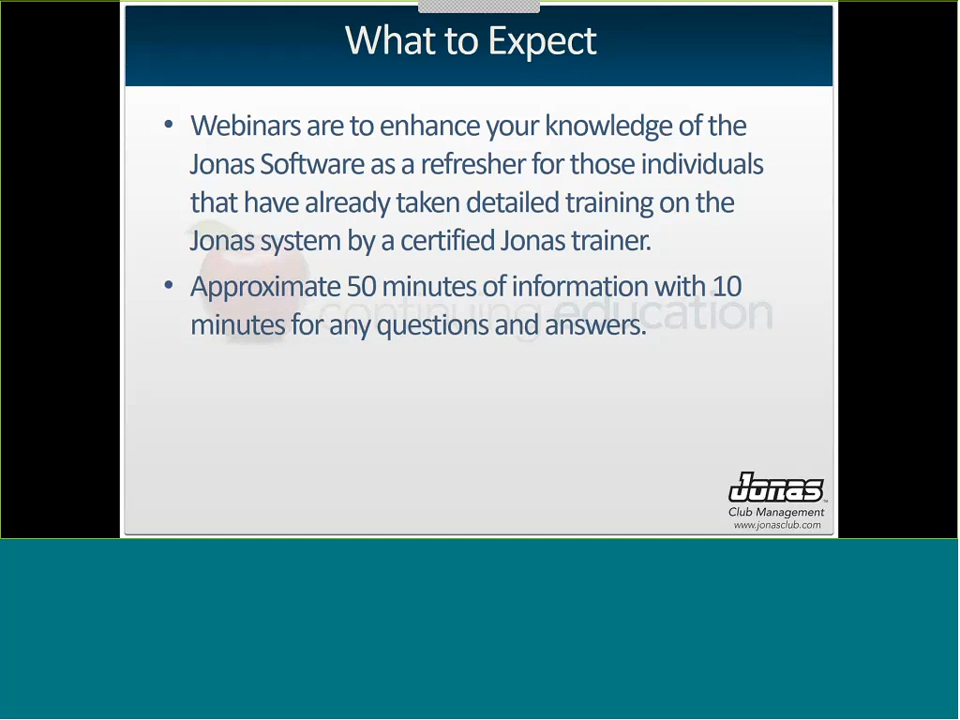 What to Expect
• Webinars are to enhance your knowledge of the
Jonas Software as a refresher for those individuals
that have already taken detailed training on the
Jonas system by a certified Jonas trainer.
• Approximate 50 minutes of information with 10
minutes for any questions and answers.
continuing education
Jonas
Club Management
www.jonasclub.com